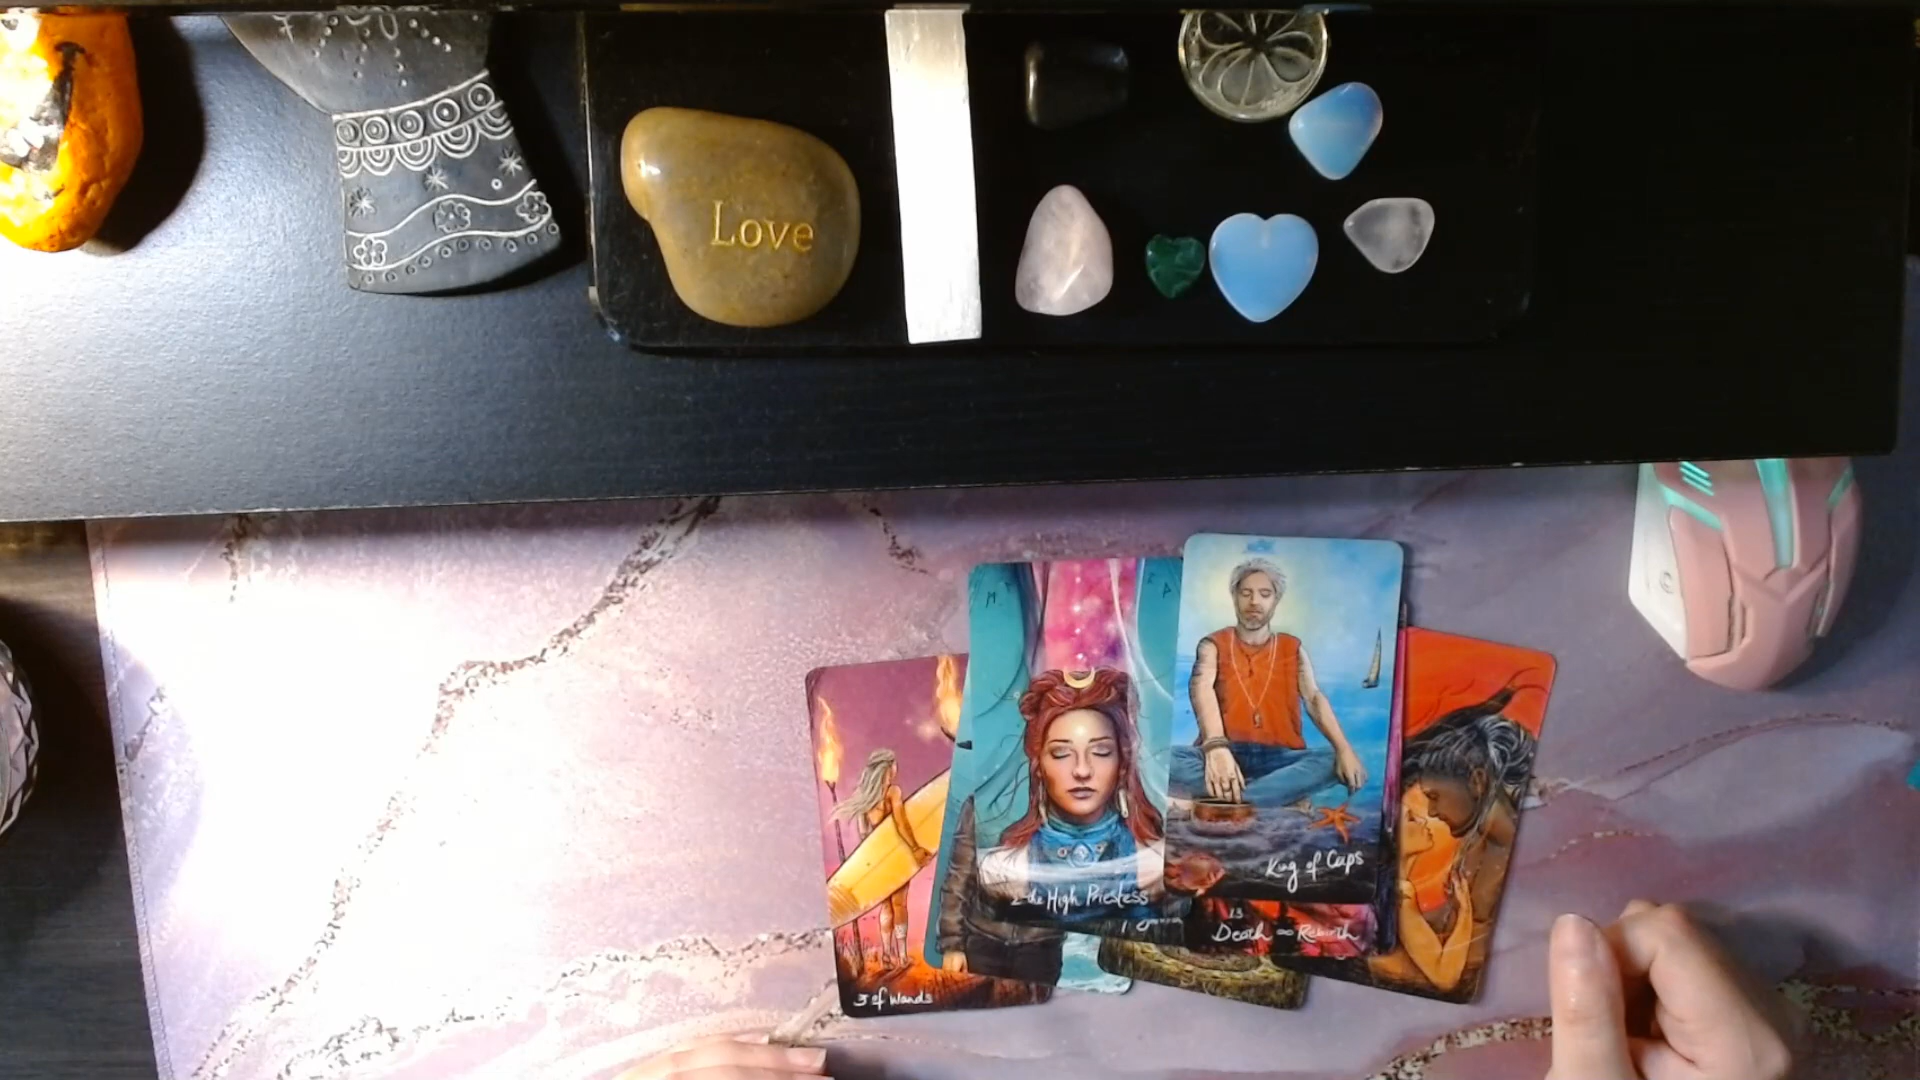 Love
King of Cups
2 the High Priestess
13
Death ∞ Rebirth
3 of Wands